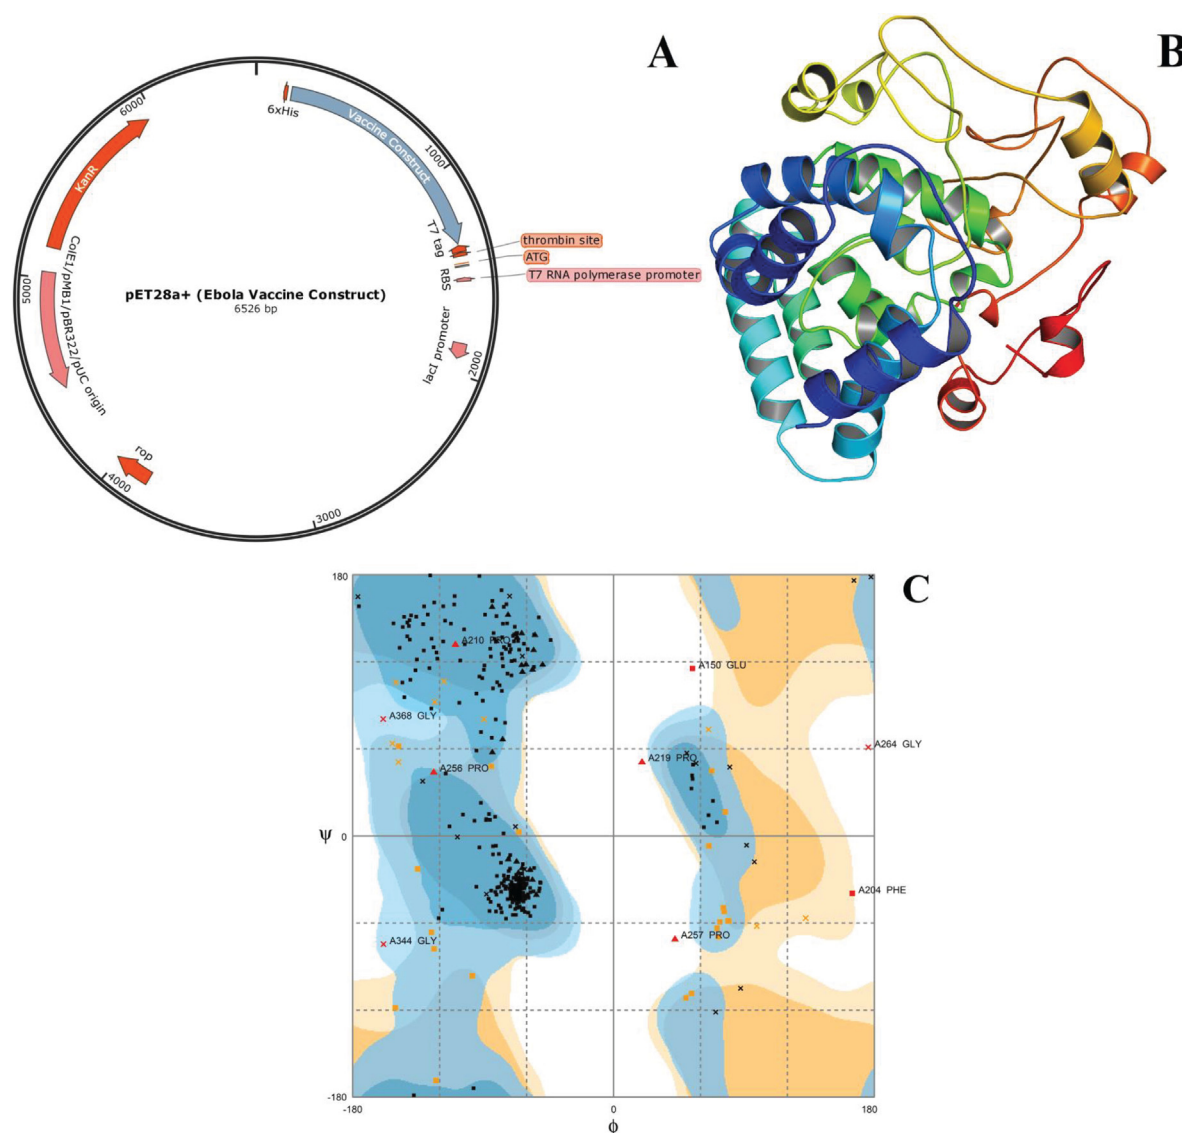 A
B
6000
6xHis
Vaccine Construct
1000
KanR
T7 tag
thrombin site
ATG
RBS
T7 RNA polymerase promoter
ColE1/pMB1/pBR322/pUC origin
5000
pET28a+ (Ebola Vaccine Construct)
6526 bp
lacI promoter
2000
rop
4000
3000
C
180
A210 PRO
A150 GLU
A368 GLY
A264 GLY
A219 PRO
A256 PRO
ψ 0
A204 PHE
A257 PRO
A344 GLY
-180
-180 0 180
ϕ